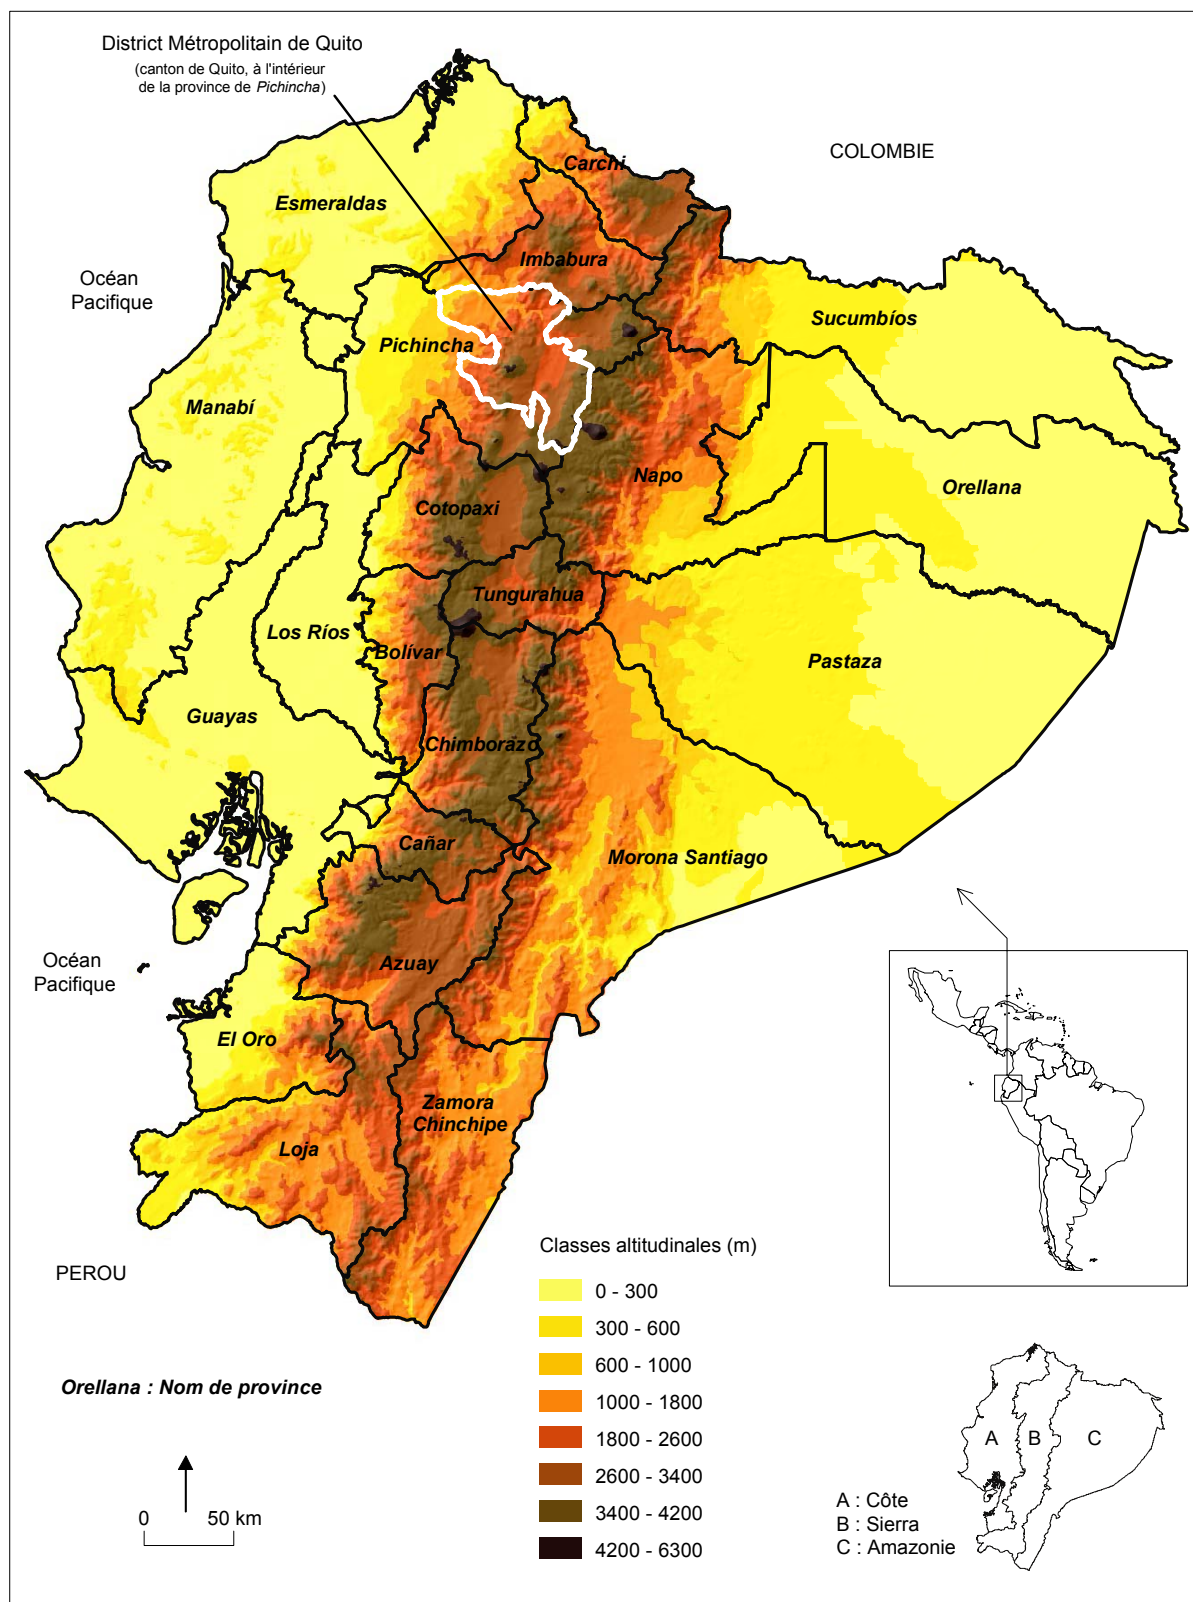 District Métropolitain de Quito
(canton de Quito, à l'intérieur
de la province de Pichincha)
COLOMBIE
Carchi
Esmeraldas
Imbabura
Océan
Pacifique
Sucumbíos
Pichincha
Manabí
Napo
Orellana
Cotopaxi
Tungurahua
Los Ríos
Bolívar
Pastaza
Guayas
Chimborazo
Cañar
Morona Santiago
Océan
Pacifique
Azuay
El Oro
Zamora
Chinchipe
Loja
PEROU
Classes altitudinales (m)
0 - 300
300 - 600
600 - 1000
1000 - 1800
1800 - 2600
2600 - 3400
3400 - 4200
4200 - 6300
Orellana : Nom de province
0 50 km
A B C
A : Côte
B : Sierra
C : Amazonie